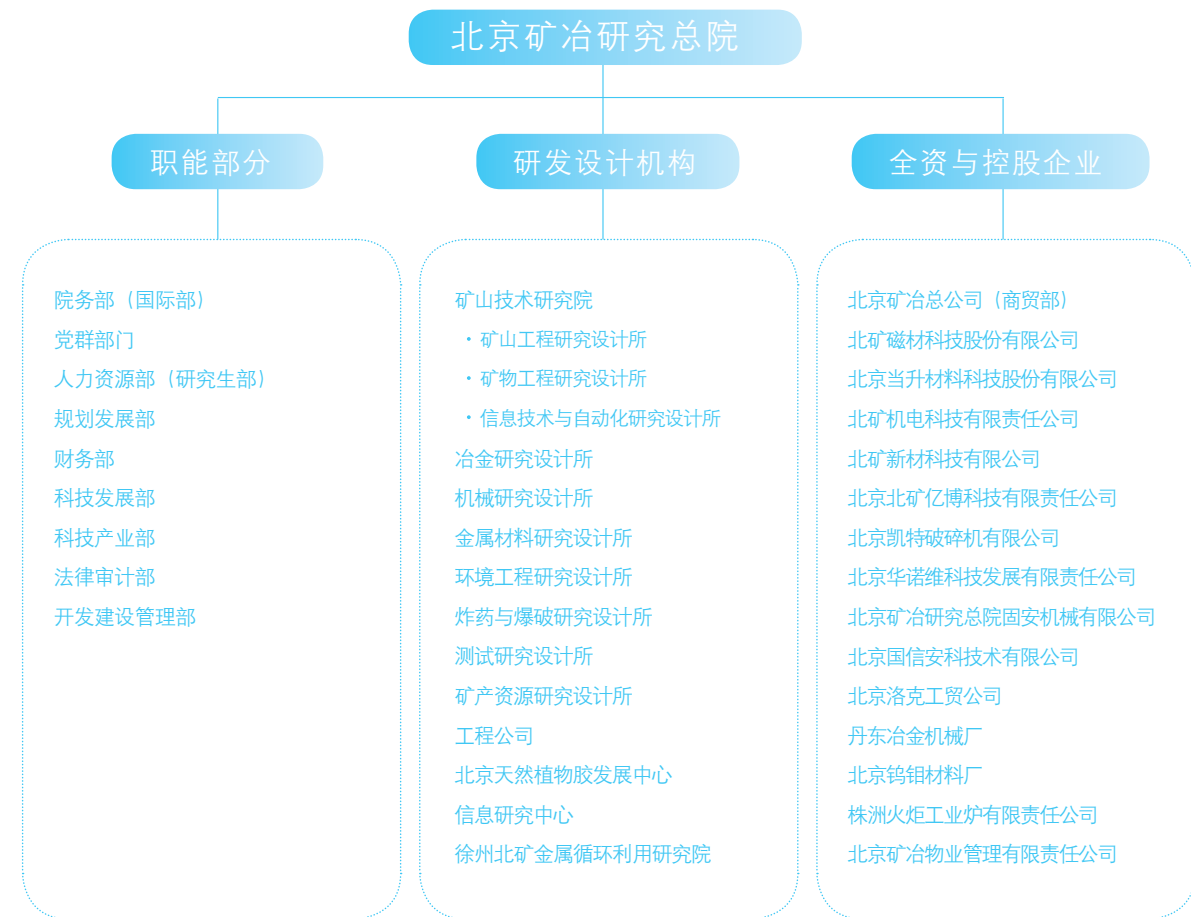 北京矿冶研究总院
职能部分
研发设计机构
全资与控股企业
院务部（国际部）
党群部门
人力资源部（研究生部）
规划发展部
财务部
科技发展部
科技产业部
法律审计部
开发建设管理部
矿山技术研究院
·矿山工程研究设计所
·矿物工程研究设计所
·信息技术与自动化研究设计所
冶金研究设计所
机械研究设计所
金属材料研究设计所
环境工程研究设计所
炸药与爆破研究设计所
测试研究设计所
矿产资源研究设计所
工程公司
北京天然植物胶发展中心
信息研究中心
徐州北矿金属循环利用研究院
北京矿冶总公司（商贸部）
北矿磁材科技股份有限公司
北京当升材料科技股份有限公司
北矿机电科技有限责任公司
北矿新材科技有限公司
北京北矿亿博科技有限责任公司
北京凯特破碎机有限公司
北京华诺维科技发展有限责任公司
北京矿冶研究总院固安机械有限公司
北京国信安科技术有限公司
北京洛克工贸公司
丹东冶金机械厂
北京钨钼材料厂
株洲火炬工业炉有限责任公司
北京矿冶物业管理有限责任公司